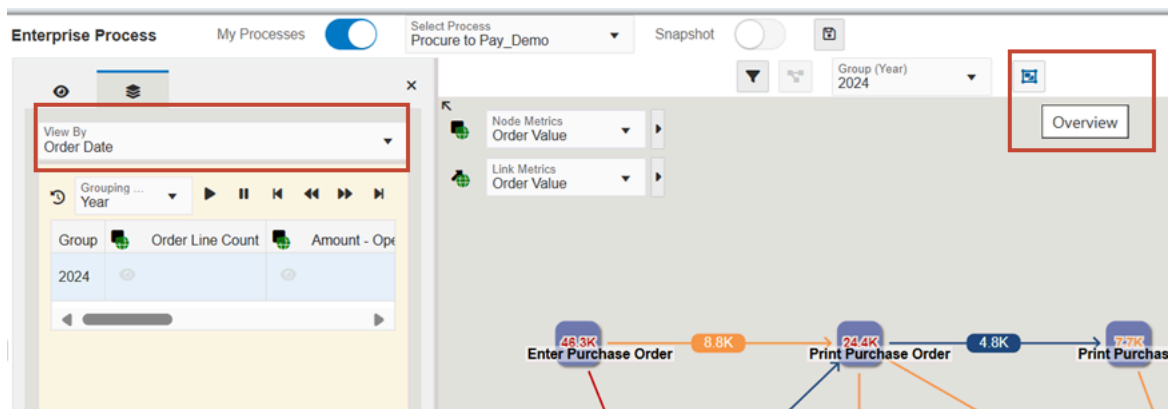 Enterprise Process
My Processes
Select Process
Procure to Pay_Demo
Snapshot
Group (Year)
2024
Overview
View By
Order Date
Node Metrics
Order Value
Link Metrics
Order Value
Grouping ...
Year
Group Order Line Count Amount - Ope
2024
46.3K 8.8K 24.4K 4.8K 7.7K
Enter Purchase Order Print Purchase Order Print Purchas